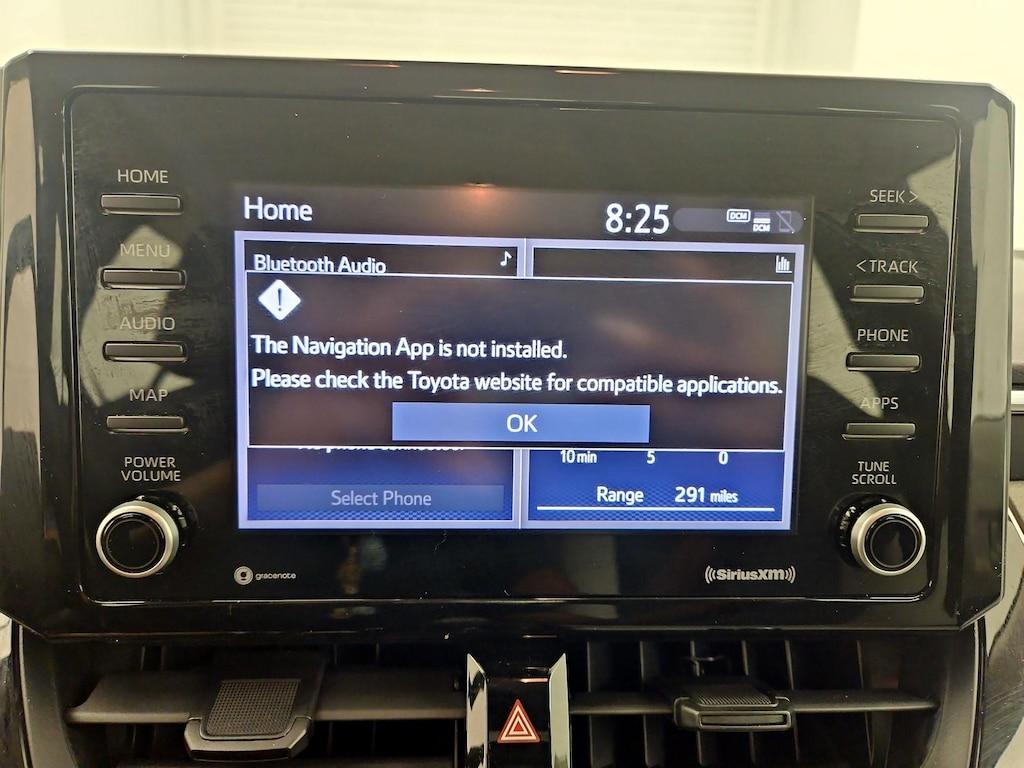 HOME
MENU
AUDIO
MAP
POWER
VOLUME
Home
8:25
DCM
DCM
Bluetooth Audio
!
The Navigation App is not installed.
Please check the Toyota website for compatible applications.
OK
Select Phone
10 min 5 0
Range 291 miles
SEEK >
< TRACK
PHONE
APPS
TUNE
SCROLL
g gracenote
SiriusXM